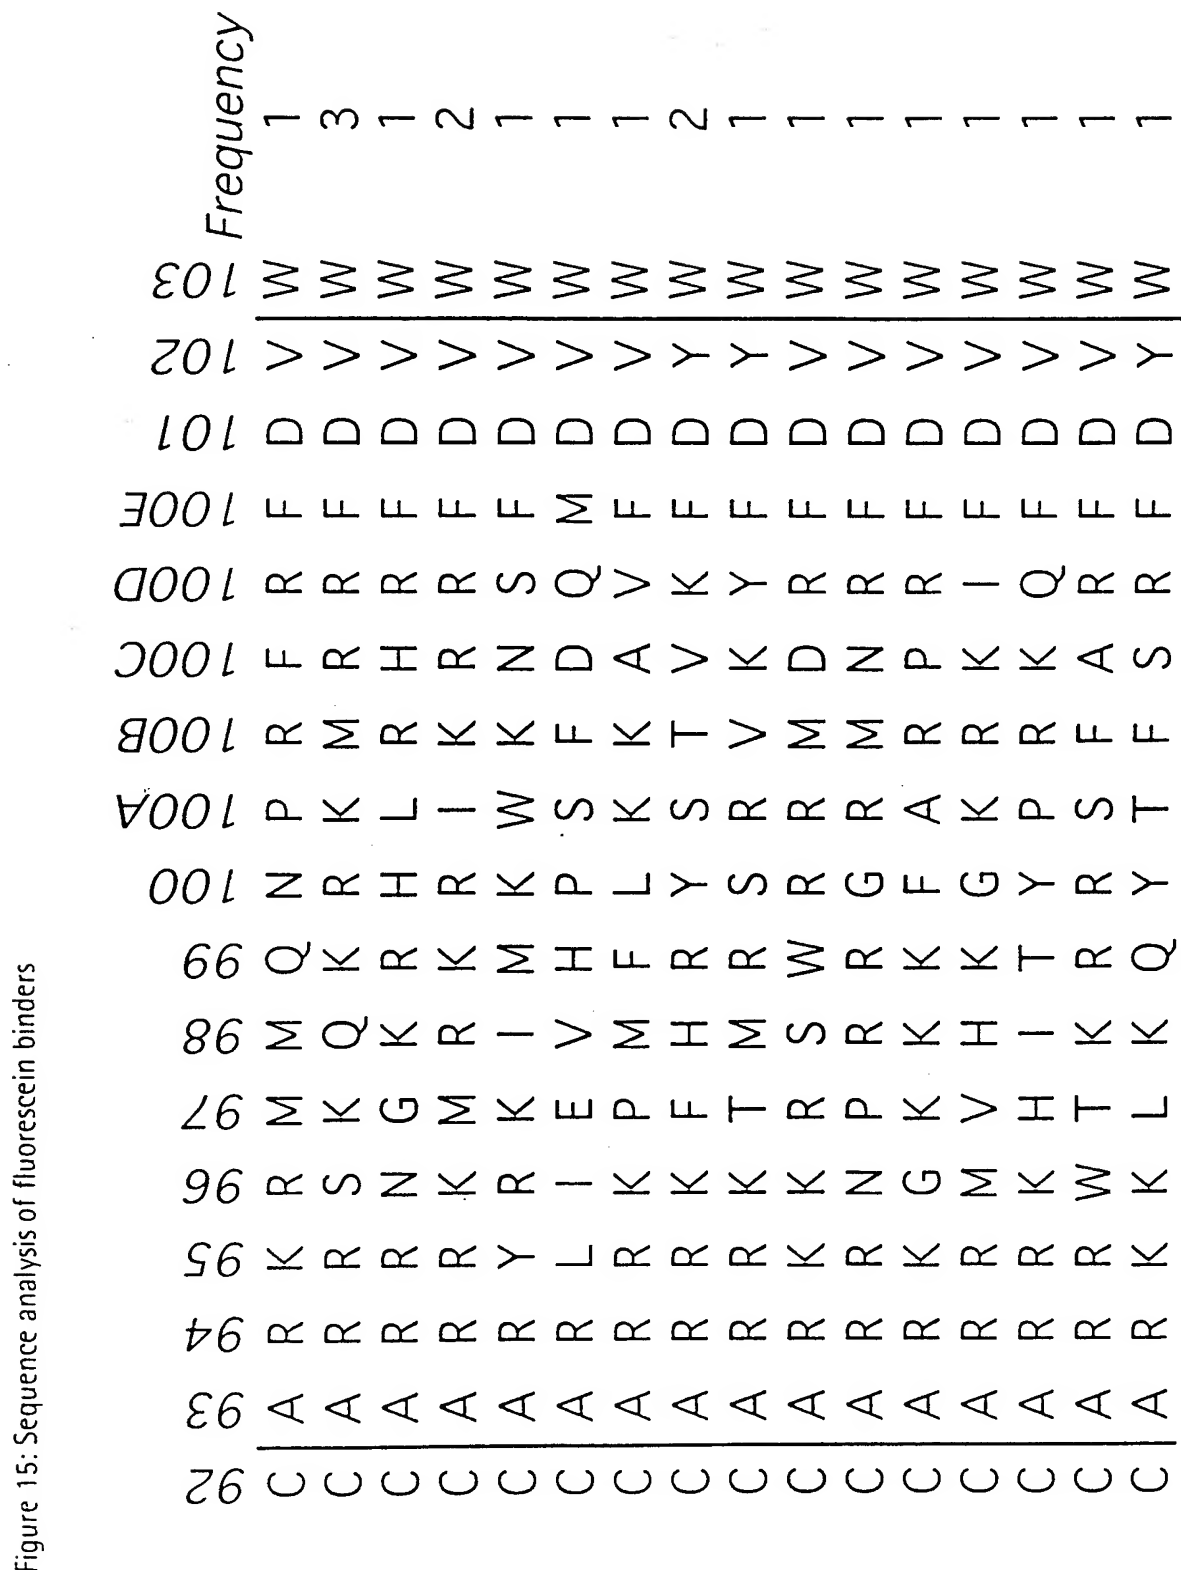 Figure 15: Sequence analysis of fluorescein binders
92 93 94 95 96 97 98 99 100 100A 100B 100C 100D 100E 101 102 103 Frequency
C A R K R M M Q N P R F R F D V W 1
C A R R S K Q K R K M R R F D V W 3
C A R R N G K R H L R H R F D V W 1
C A R R K M R K R I K R R F D V W 2
C A R Y R K I M K W K N S F D V W 1
C A R L I E V H P S F D Q M D V W 1
C A R R K P M F L K K A V F D V W 1
C A R R K F H R Y S T V K F D Y W 2
C A R R K T M R S R V K Y F D Y W 1
C A R K K R S W R R M D R F D V W 1
C A R R N P R R G R M N R F D V W 1
C A R K G K K K F A R P R F D V W 1
C A R R M V H K G K R K I F D V W 1
C A R R K H I T Y P R K Q F D V W 1
C A R R W T K R R S F A R F D V W 1
C A R K K L K Q Y T F S R F D Y W 1